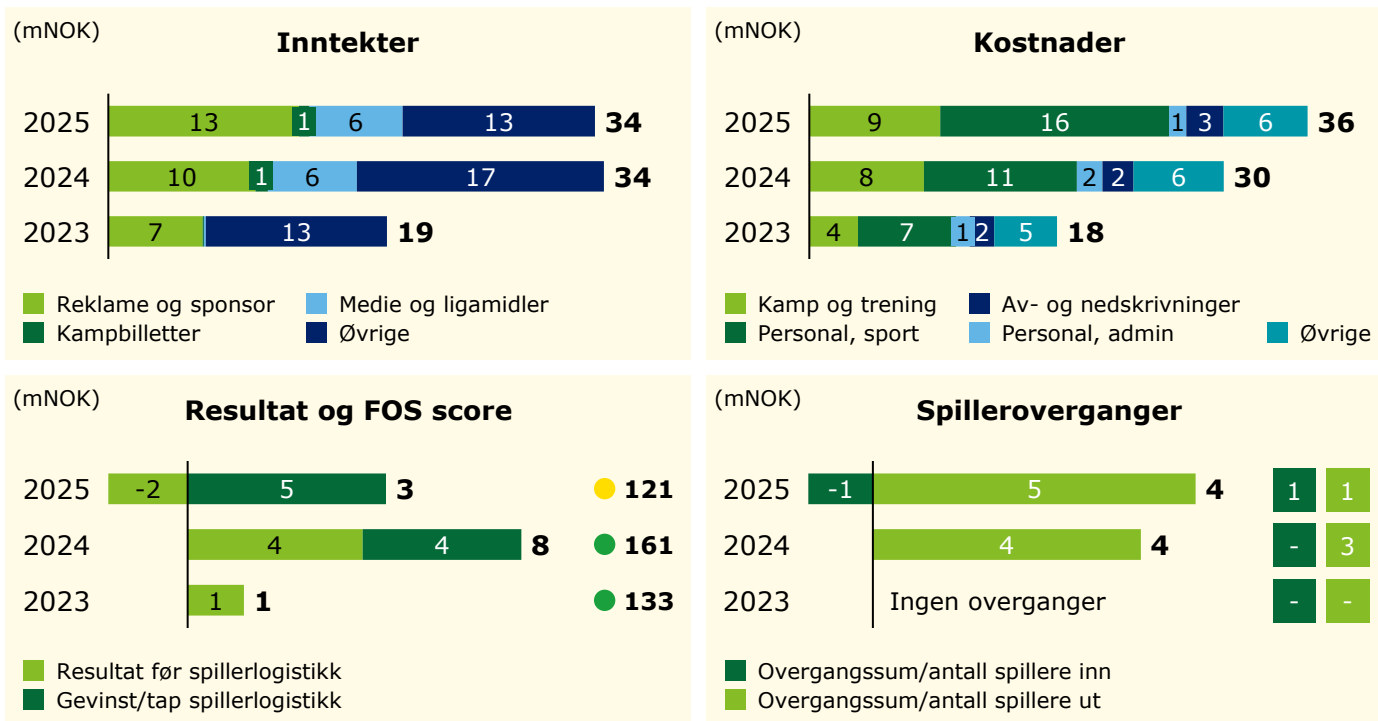 (mNOK)
Inntekter
2025 13 1 6 13 34
2024 10 1 6 17 34
2023 7 13 19
Reklame og sponsor Medie og ligamidler
Kampbilletter Øvrige
(mNOK)
Kostnader
2025 9 16 1 3 6 36
2024 8 11 2 2 6 30
2023 4 7 1 2 5 18
Kamp og trening Av- og nedskrivninger
Personal, sport Personal, admin Øvrige
(mNOK)
Resultat og FOS score
2025 -2 5 3 121
2024 4 4 8 161
2023 1 1 133
Resultat før spillerlogistikk
Gevinst/tap spillerlogistikk
(mNOK)
Spilleroverganger
2025 -1 5 4 1 1
2024 4 4 - 3
2023 Ingen overganger - -
Overgangssum/antall spillere inn
Overgangssum/antall spillere ut